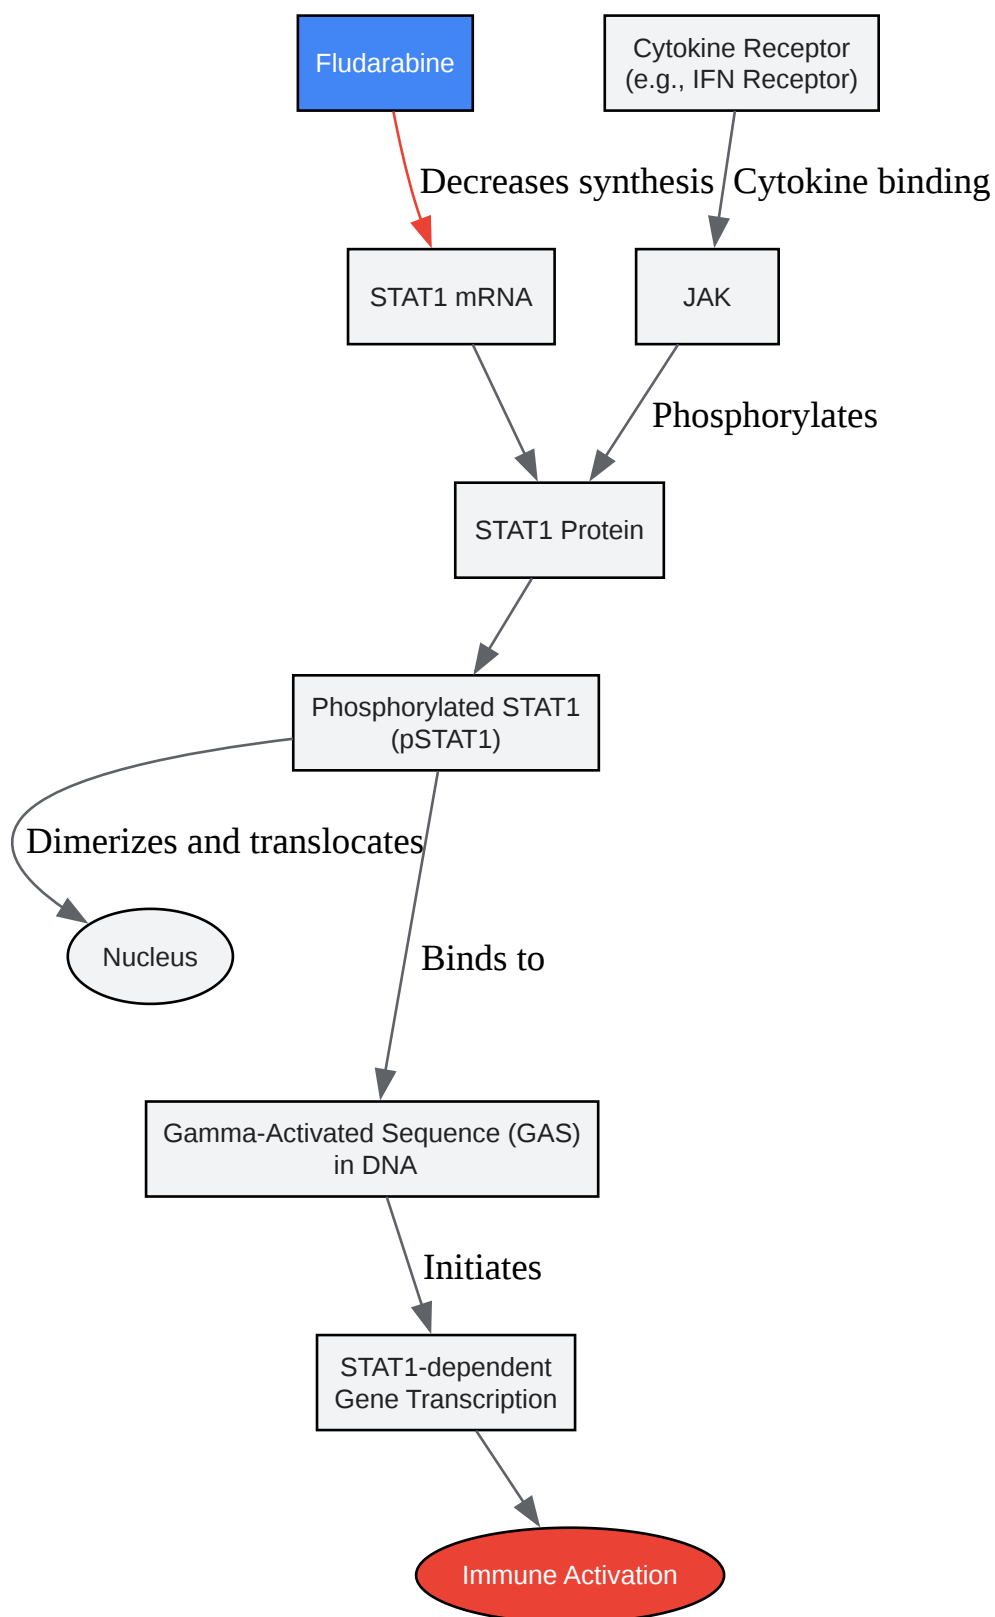 Fludarabine
Cytokine Receptor
(e.g., IFN Receptor)
Decreases synthesis
Cytokine binding
STAT1 mRNA
JAK
Phosphorylates
STAT1 Protein
Phosphorylated STAT1
(pSTAT1)
Dimerizes and translocates
Nucleus
Binds to
Gamma-Activated Sequence (GAS)
in DNA
Initiates
STAT1-dependent
Gene Transcription
Immune Activation